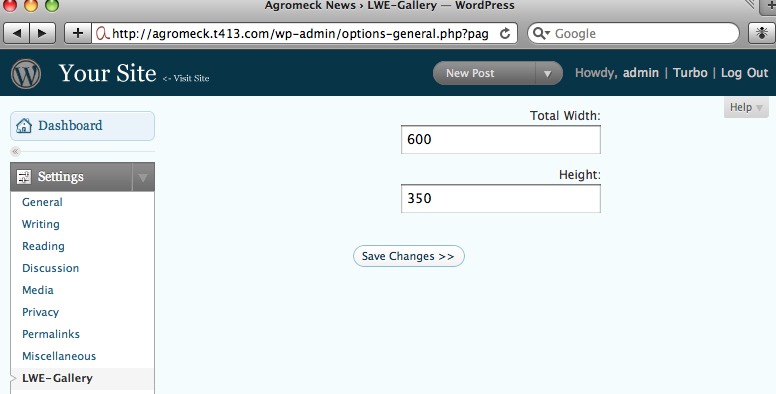 Agromeck News › LWE-Gallery — WordPress
http://agromeck.t413.com/wp-admin/options-general.php?pag
Google
Your Site <- Visit Site
New Post
Howdy, admin | Turbo | Log Out
Help
Dashboard
«
Settings
General
Writing
Reading
Discussion
Media
Privacy
Permalinks
Miscellaneous
LWE-Gallery
Total Width:
600
Height:
350
Save Changes >>